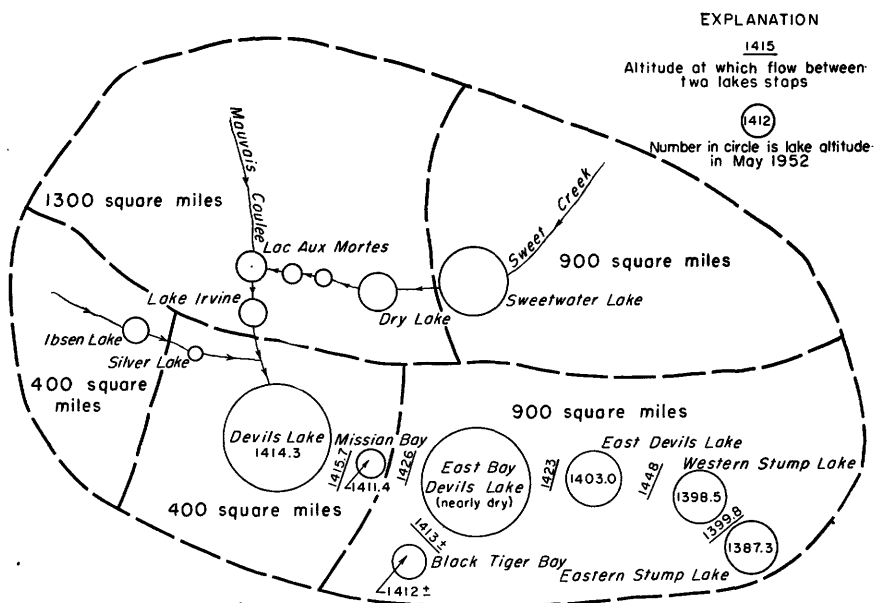 EXPLANATION
1415
Altitude at which flow between
two lakes stops
1412
Number in circle is lake altitude
in May 1952
Mauvais Coulee
1300 square miles
Sweet Creek
Lac Aux Mortes
900 square miles
Lake Irvine
Dry Lake
Sweetwater Lake
Ibsen Lake
Silver Lake
400 square
miles
900 square miles
Devils Lake
1414.3
Missian Bay
1415.7
1411.4
1426
East Bay
Devils Lake
(nearly dry)
1423
East Devils Lake
1403.0
1448
Western Stump Lake
1398.5
1399.8
1387.3
400 square miles
1413±
Black Tiger Bay
1412±
Eastern Stump Lake